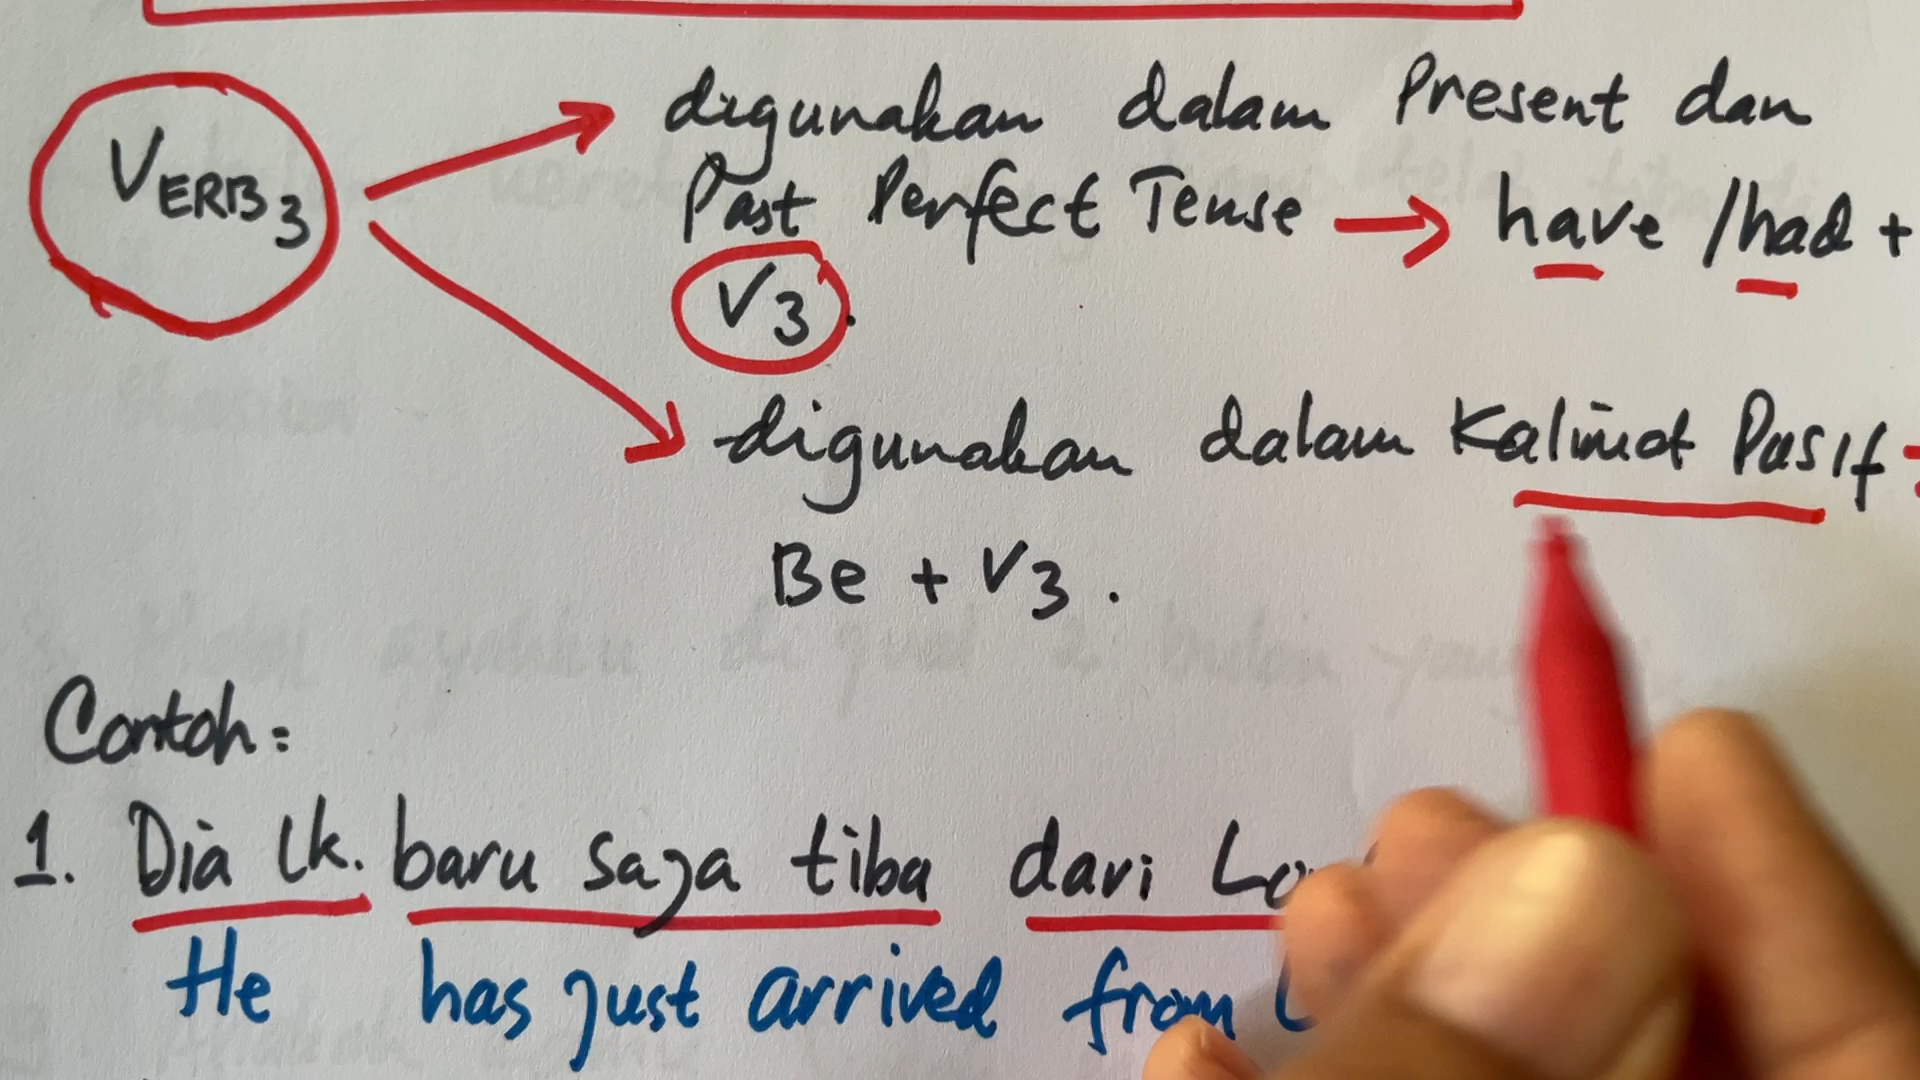 VERB3
digunakan dalam Present dan
Past Perfect Tense → have / had +
V3.
digunakan dalam Kalimat Pasif
Be + V3.
Contoh:
1. Dia lk. baru saja tiba dari
He has just arrived from